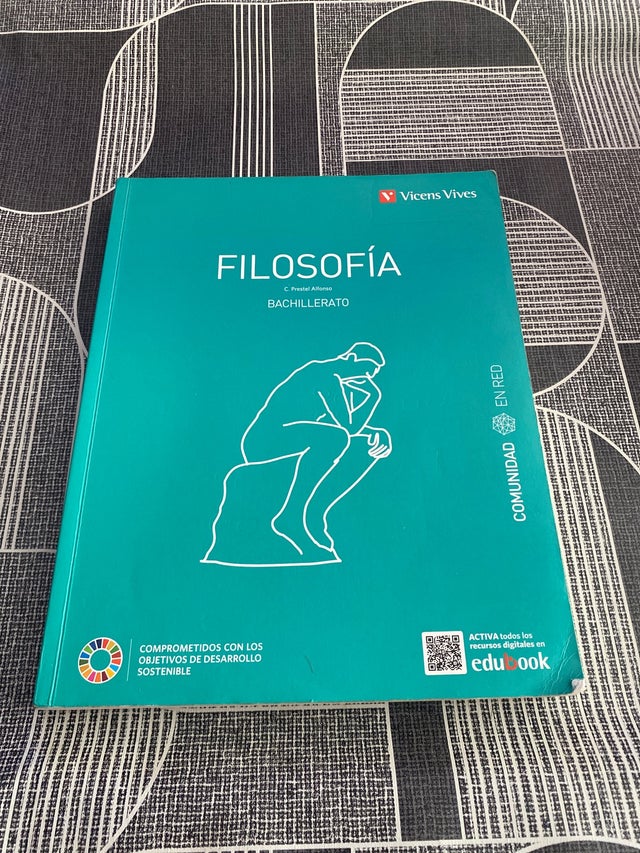 Vicens Vives
FILOSOFÍA
C. Prestel Alfonso
BACHILLERATO
COMUNIDAD EN RED
COMPROMETIDOS CON LOS
OBJETIVOS DE DESARROLLO
SOSTENIBLE
ACTIVA todos los
recursos digitales en
edubook